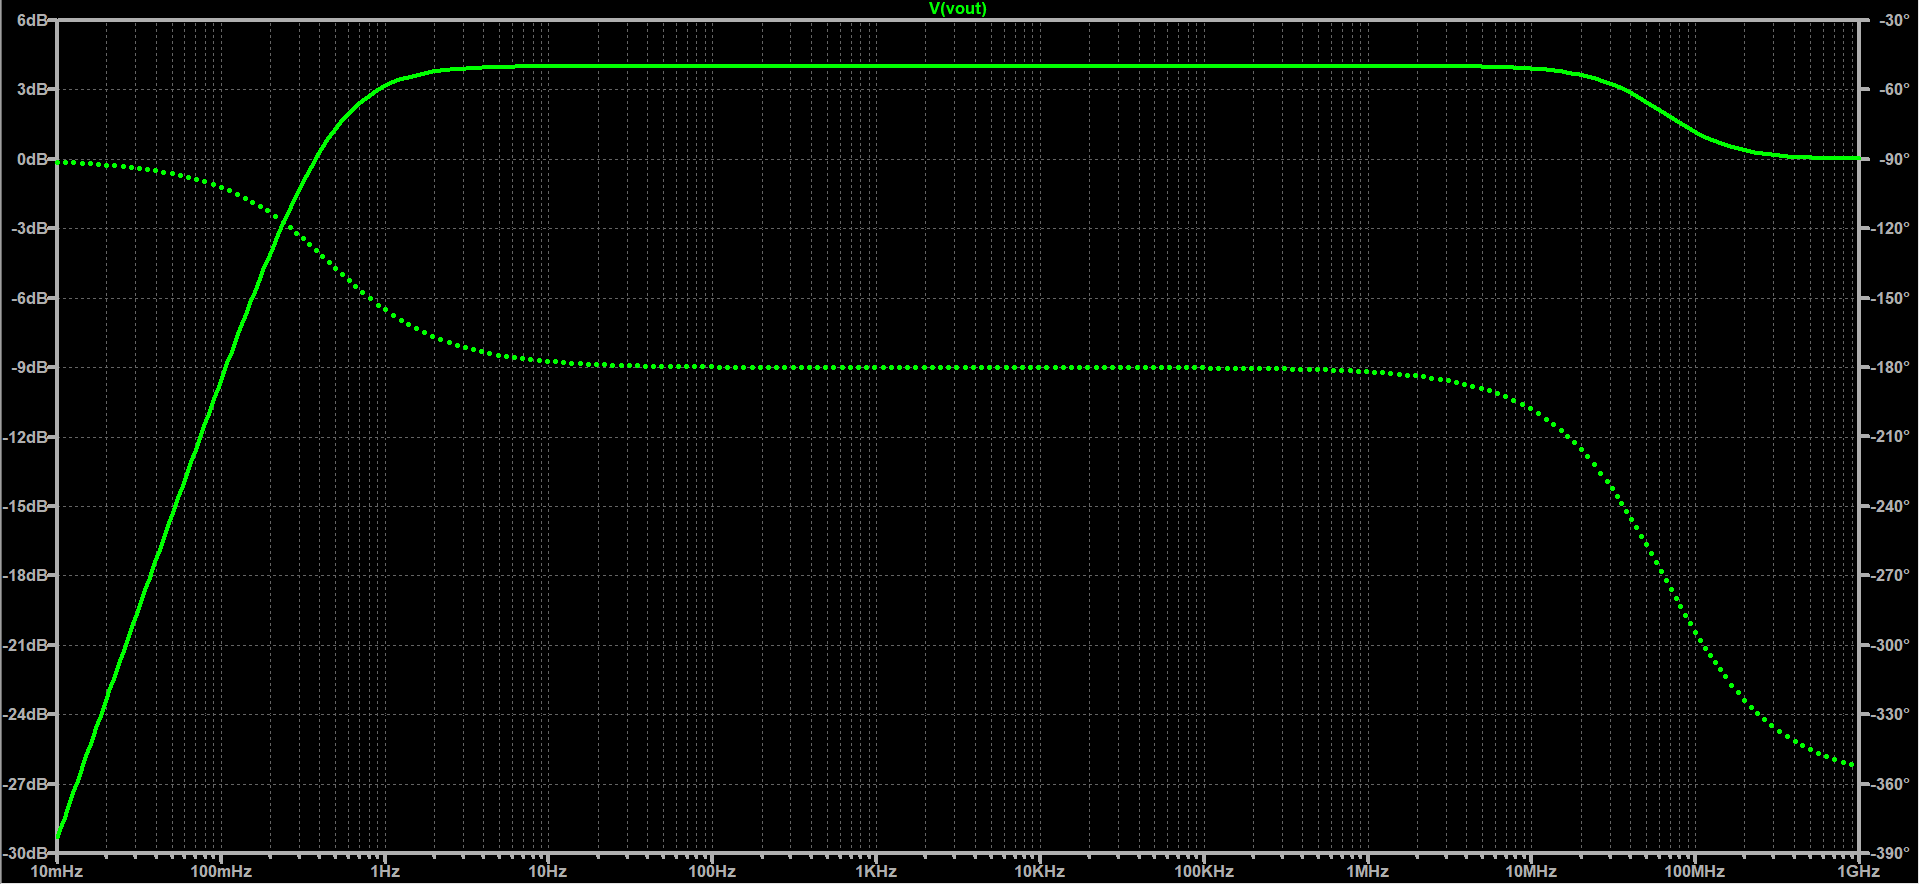 V(vout)
6dB
3dB
0dB
-3dB
-6dB
-9dB
-12dB
-15dB
-18dB
-21dB
-24dB
-27dB
-30dB
-30°
-60°
-90°
-120°
-150°
-180°
-210°
-240°
-270°
-300°
-330°
-360°
-390°
10mHz 100mHz 1Hz 10Hz 100Hz 1KHz 10KHz 100KHz 1MHz 10MHz 100MHz 1GHz